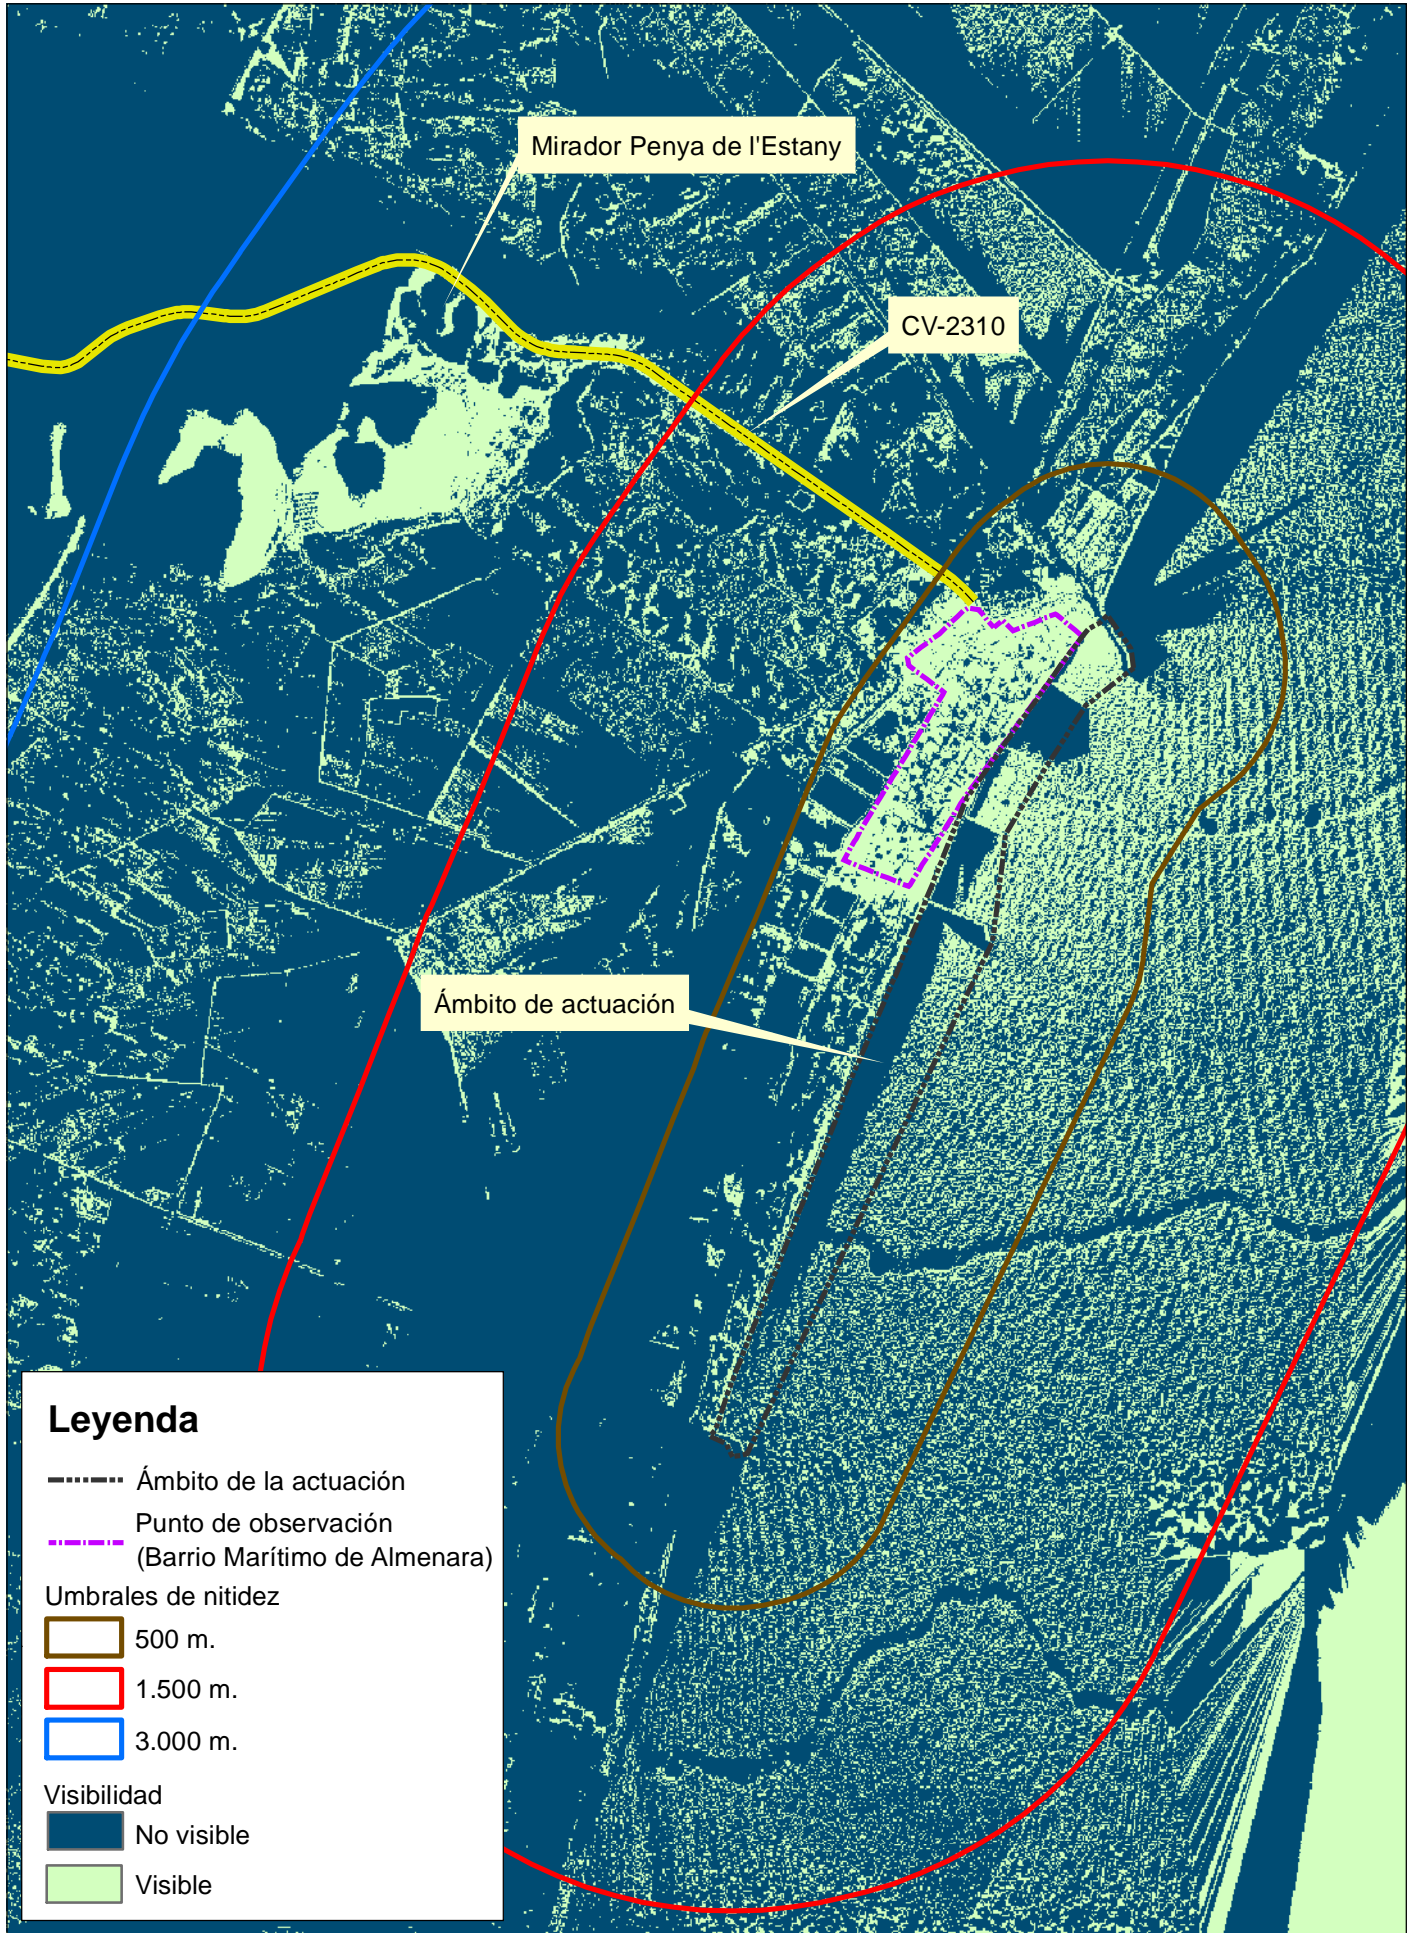 Mirador Penya de l'Estany
CV-2310
Ámbito de actuación
Leyenda
Ámbito de la actuación
Punto de observación
(Barrio Marítimo de Almenara)
Umbrales de nitidez
500 m.
1.500 m.
3.000 m.
Visibilidad
No visible
Visible